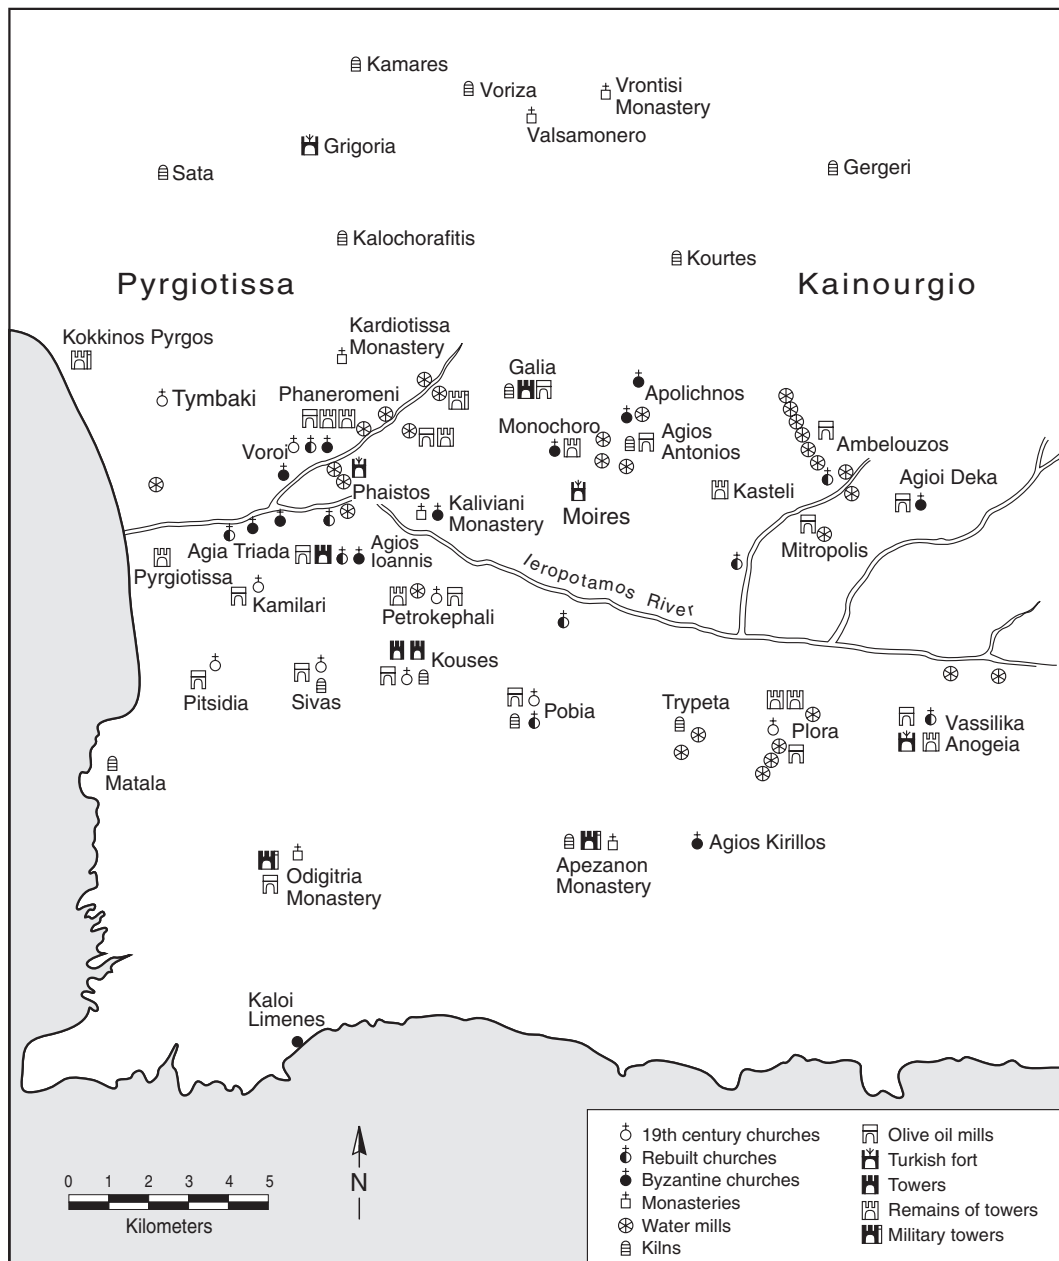 Kamares
Voriza
Vrontisi
Monastery
Valsamonero
Grigoria
Sata
Gergeri
Kalochorafitis
Kourtes
Pyrgiotissa
Kainourgio
Kokkinos Pyrgos
Kardiotissa
Monastery
Galia
Tymbaki
Phaneromeni
Apolichnos
Monochoro
Agios
Antonios
Ambelouzos
Voroi
Agioi Deka
Phaistos
Kaliviani
Monastery
Moires
Kasteli
Mitropolis
Agia Triada
Agios
Ioannis
Pyrgiotissa
Ieropotamos River
Kamilari
Petrokephali
Kouses
Pitsidia
Sivas
Pobia
Trypeta
Plora
Vassilika
Anogeia
Matala
Agios Kirillos
Odigitria
Monastery
Apezanon
Monastery
Kaloi
Limenes
0 1 2 3 4 5
Kilometers
N
19th century churches
Rebuilt churches
Byzantine churches
Monasteries
Water mills
Kilns
Olive oil mills
Turkish fort
Towers
Remains of towers
Military towers